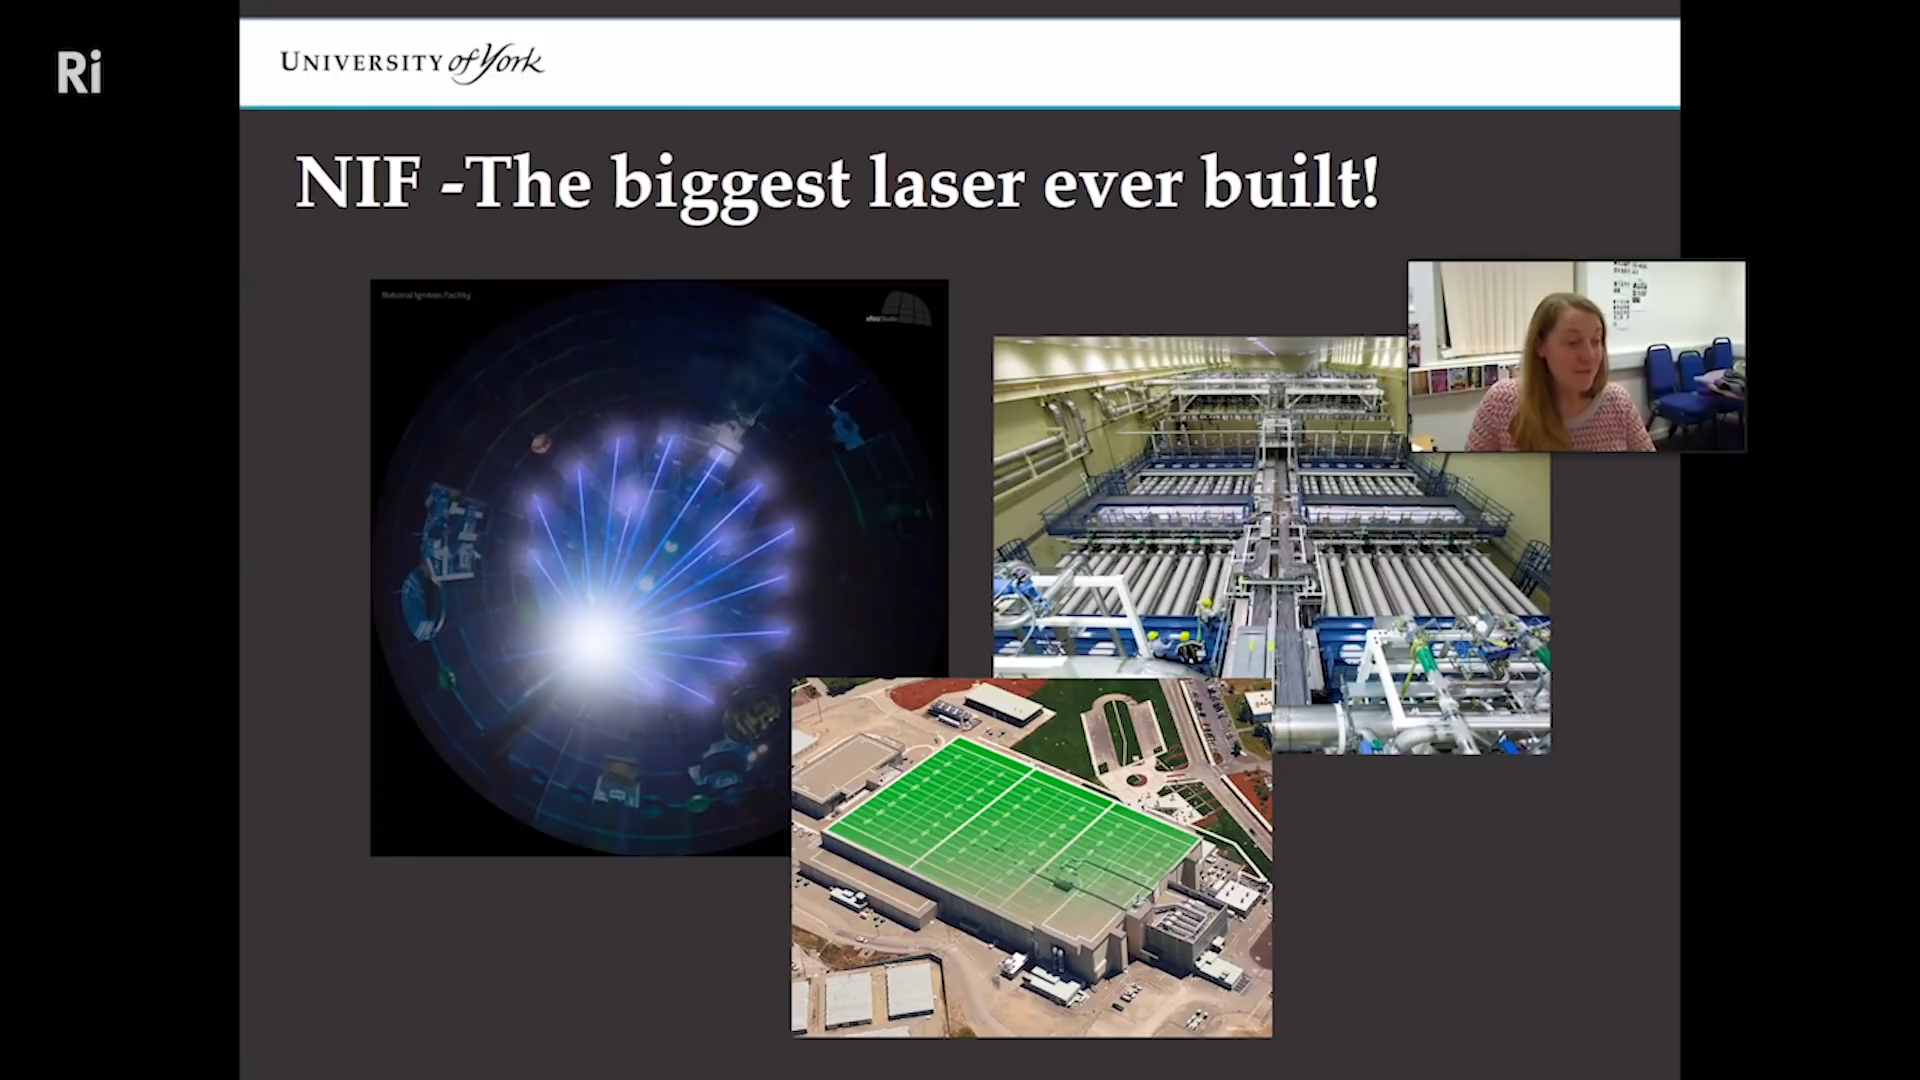 Ri
UNIVERSITY of York
NIF -The biggest laser ever built!
National Ignition Facility